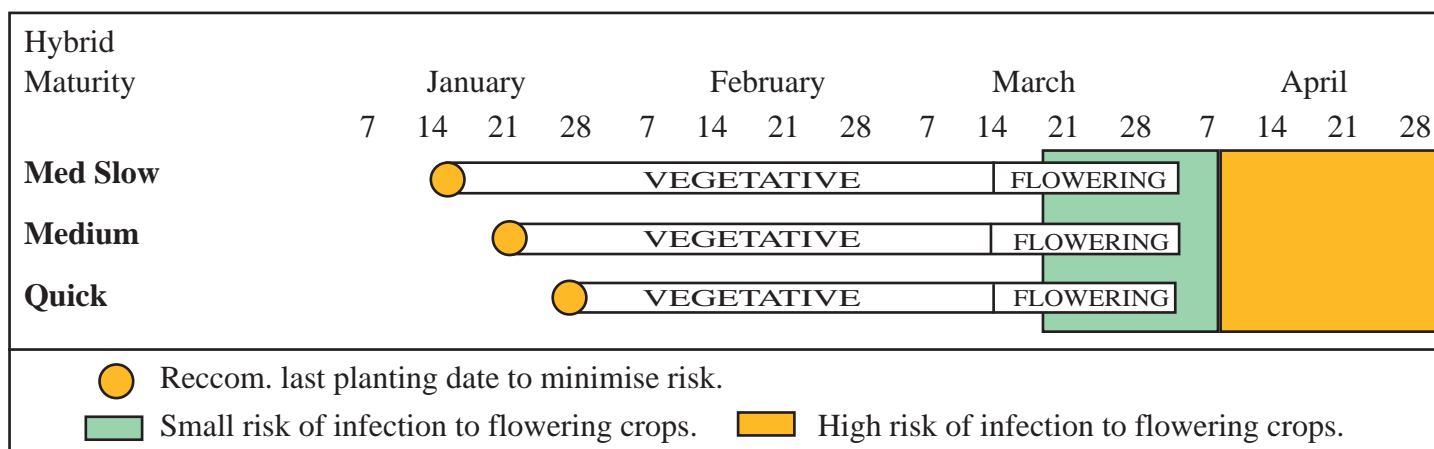 Hybrid
Maturity January February March April
7 14 21 28 7 14 21 28 7 14 21 28 7 14 21 28
Med Slow VEGETATIVE FLOWERING
Medium VEGETATIVE FLOWERING
Quick VEGETATIVE FLOWERING
Reccom. last planting date to minimise risk.
Small risk of infection to flowering crops. High risk of infection to flowering crops.